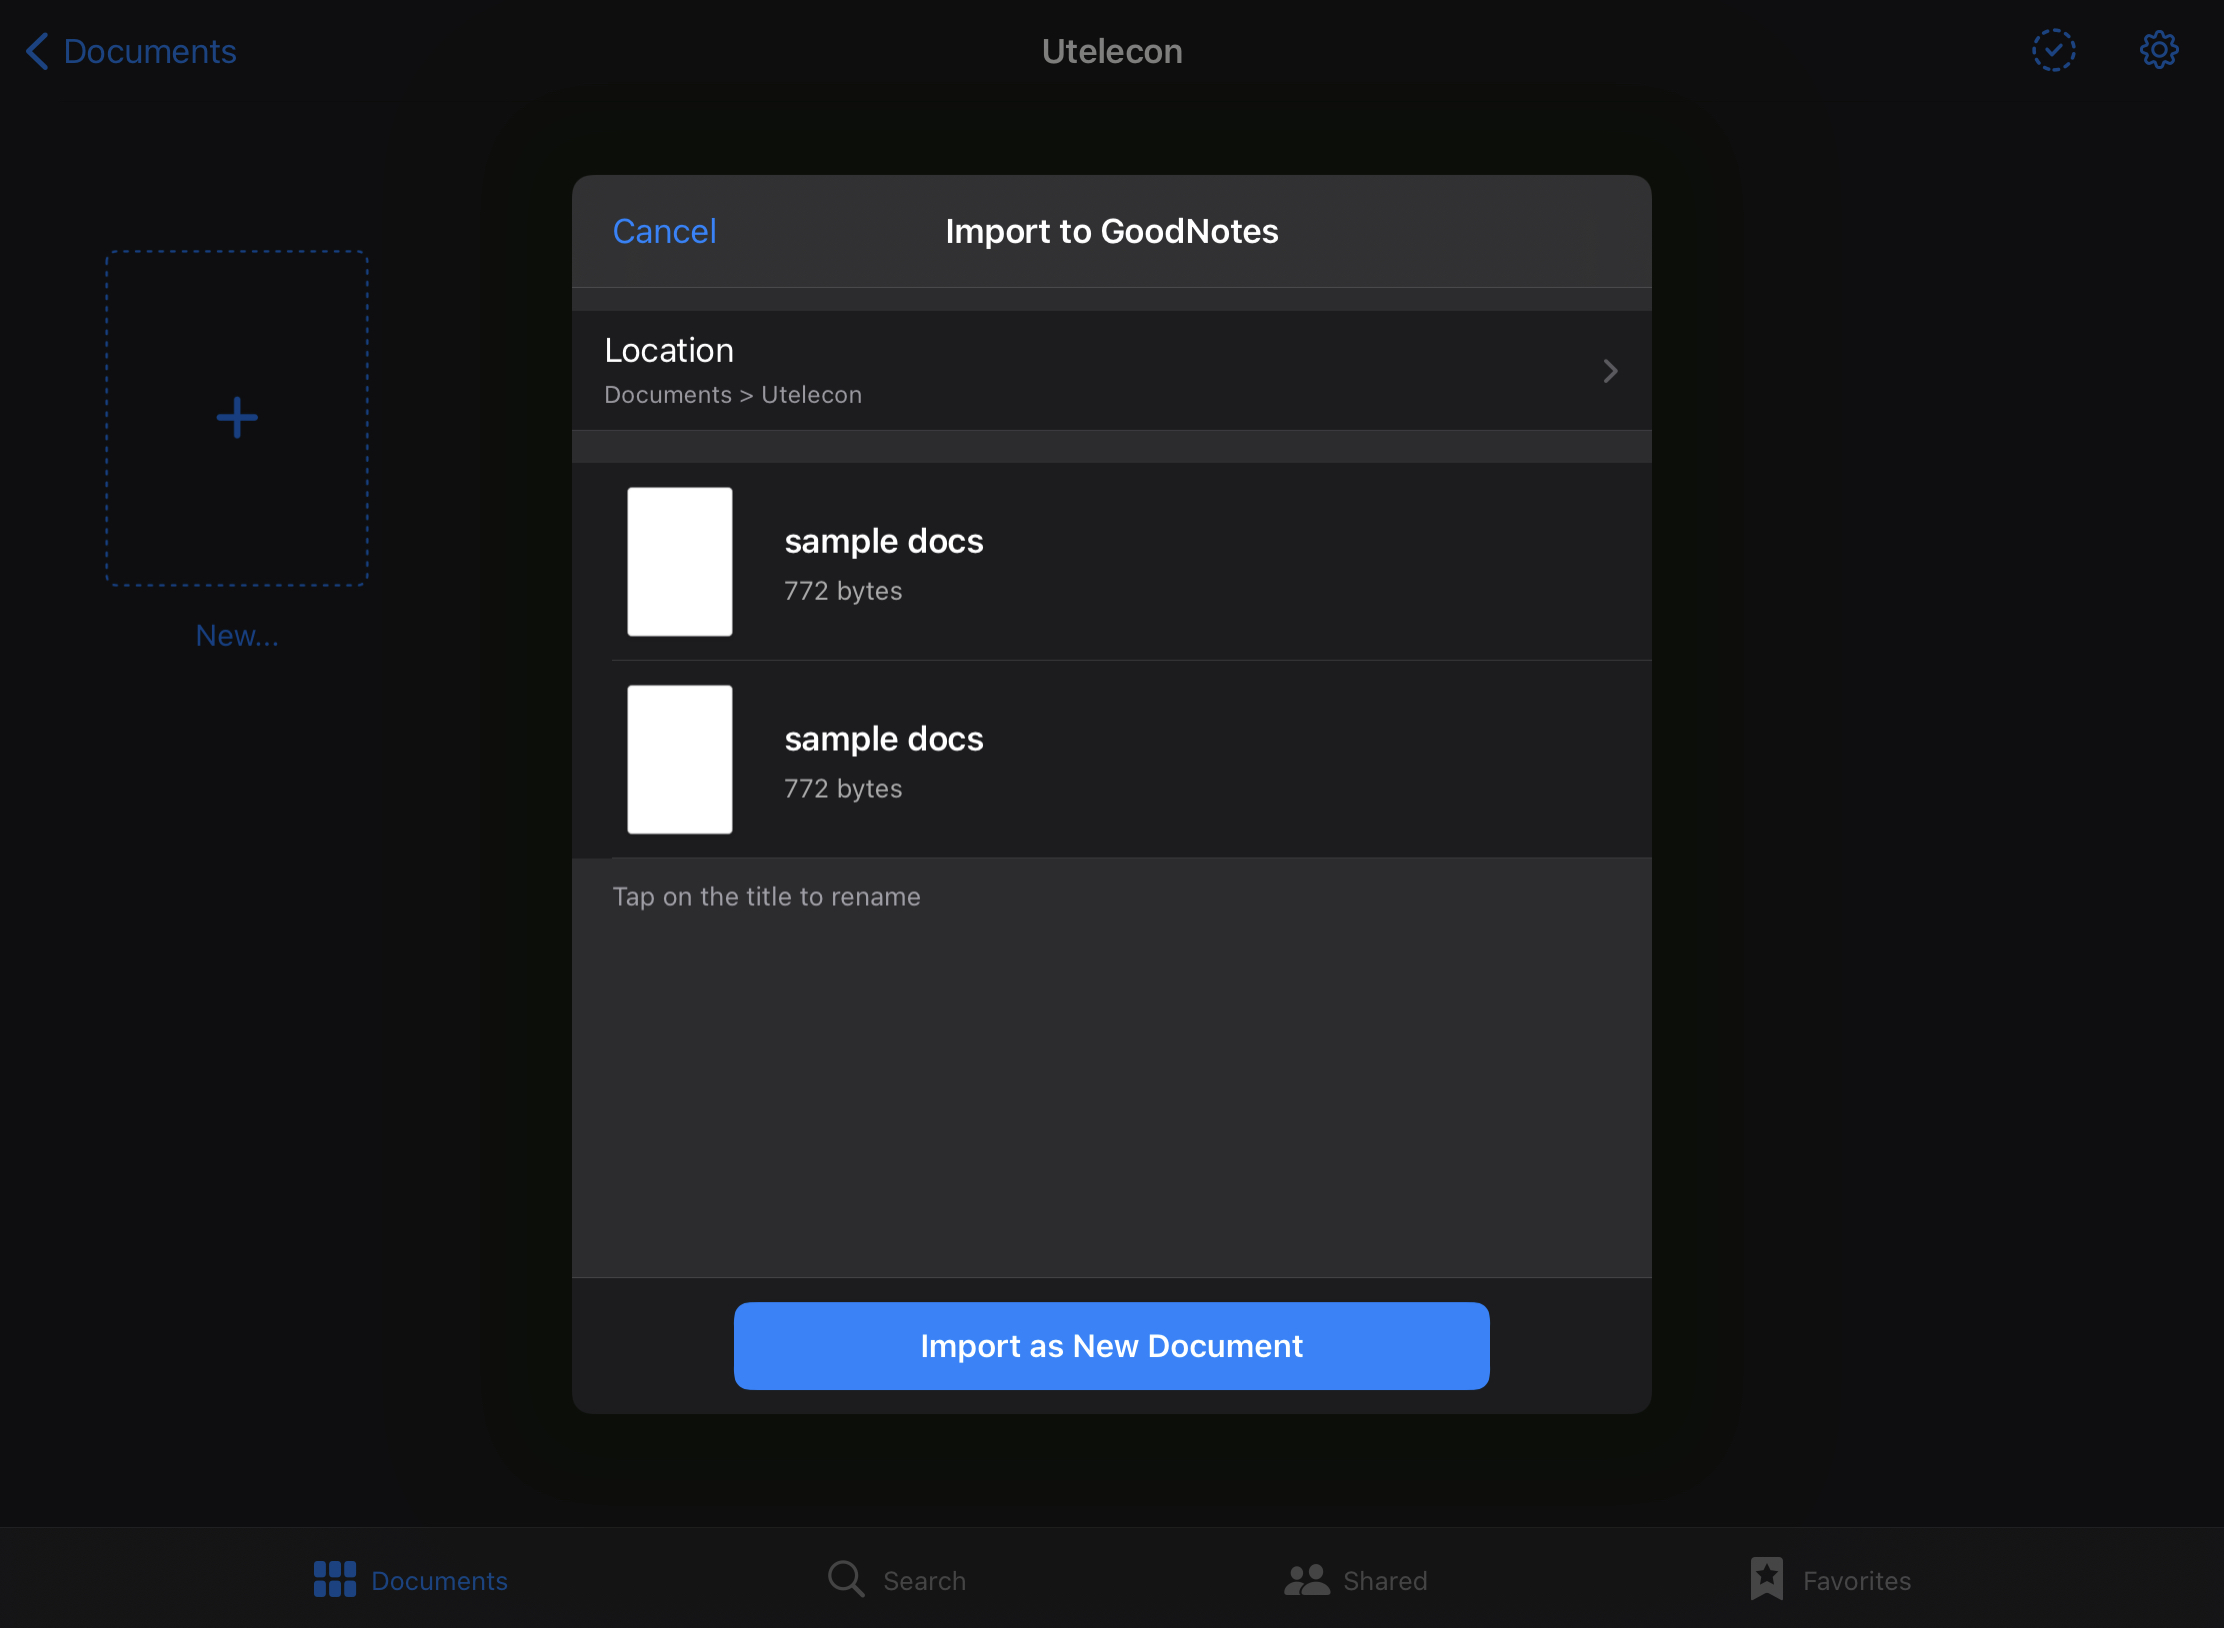 Documents
Utelecon
Cancel
Import to GoodNotes
Location
Documents > Utelecon
sample docs
772 bytes
sample docs
772 bytes
Tap on the title to rename
Import as New Document
New...
Documents
Search
Shared
Favorites